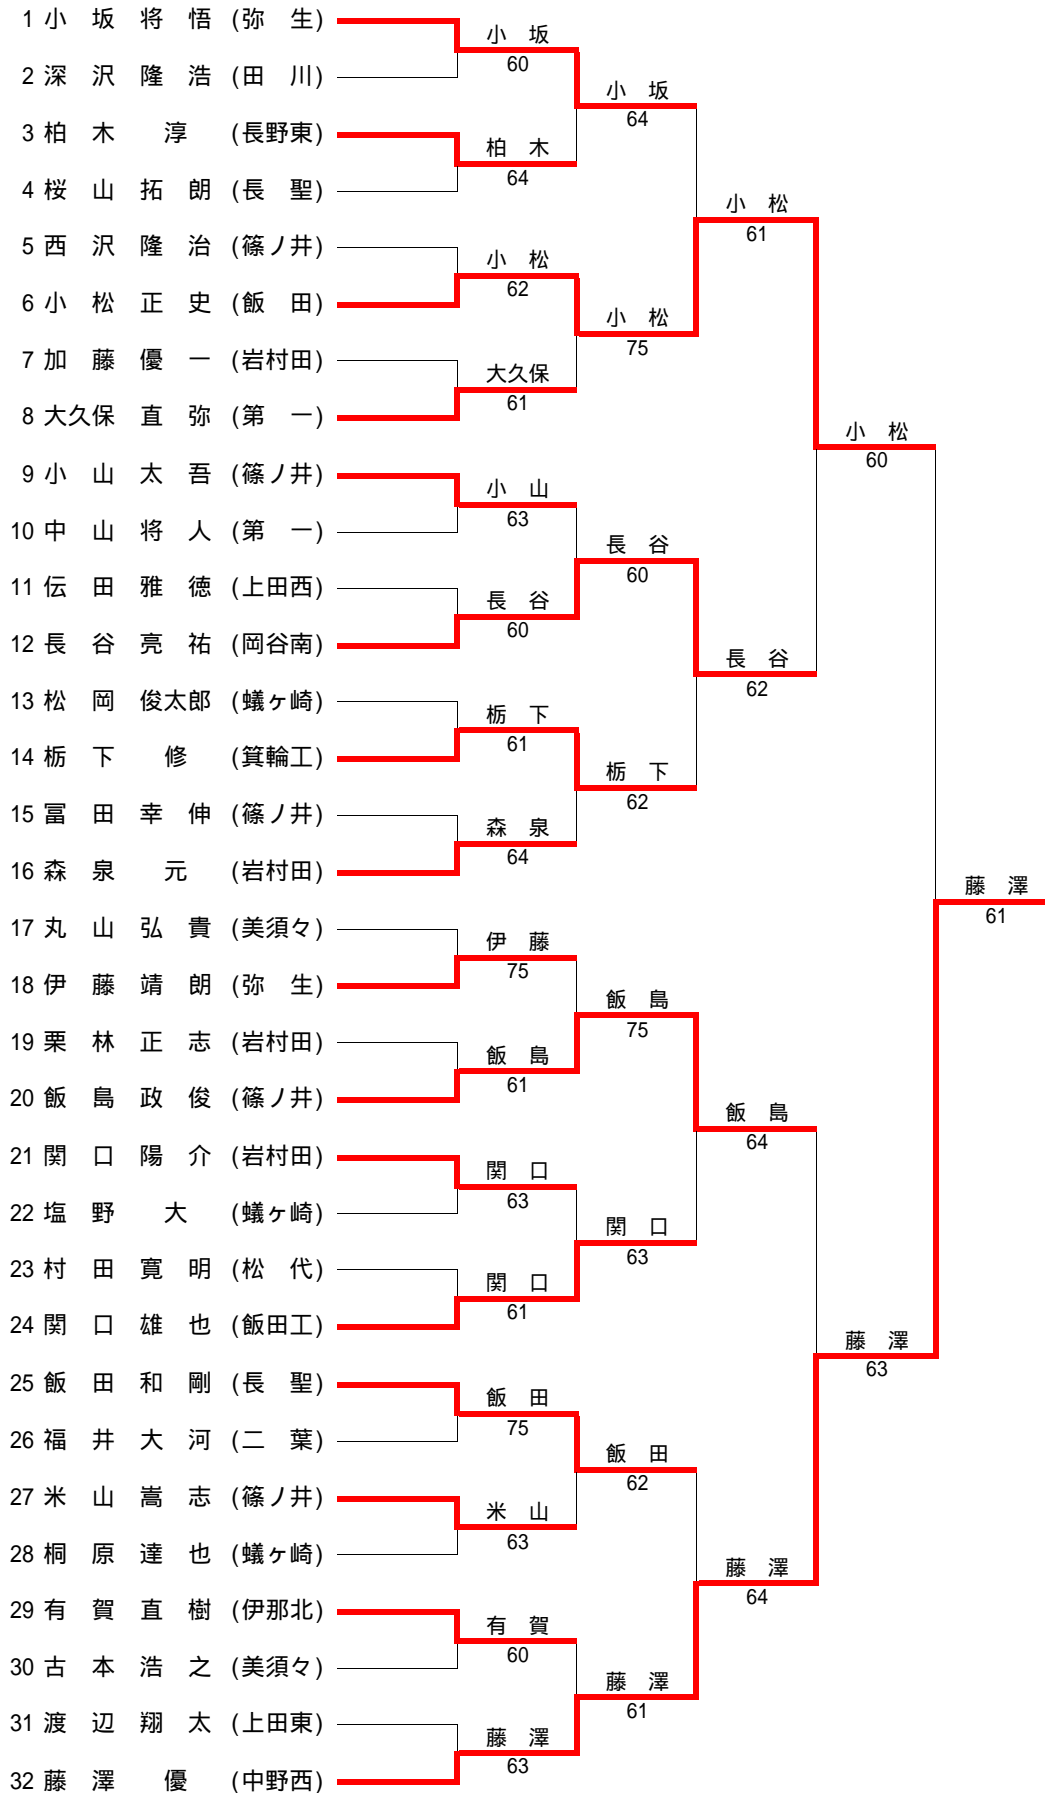 1 小 坂 将 悟 (弥 生)
2 深 沢 隆 浩 (田 川)
3 柏 木 淳 (長野東)
4 桜 山 拓 朗 (長 聖)
5 西 沢 隆 治 (篠ノ井)
6 小 松 正 史 (飯 田)
7 加 藤 優 一 (岩村田)
8 大久保 直 弥 (第 一)
9 小 山 太 吾 (篠ノ井)
10 中 山 将 人 (第 一)
11 伝 田 雅 徳 (上田西)
12 長 谷 亮 祐 (岡谷南)
13 松 岡 俊太郎 (蟻ヶ崎)
14 栃 下 修 (箕輪工)
15 冨 田 幸 伸 (篠ノ井)
16 森 泉 元 (岩村田)
17 丸 山 弘 貴 (美須々)
18 伊 藤 靖 朗 (弥 生)
19 栗 林 正 志 (岩村田)
20 飯 島 政 俊 (篠ノ井)
21 関 口 陽 介 (岩村田)
22 塩 野 大 (蟻ヶ崎)
23 村 田 寛 明 (松 代)
24 関 口 雄 也 (飯田工)
25 飯 田 和 剛 (長 聖)
26 福 井 大 河 (二 葉)
27 米 山 嵩 志 (篠ノ井)
28 桐 原 達 也 (蟻ヶ崎)
29 有 賀 直 樹 (伊那北)
30 古 本 浩 之 (美須々)
31 渡 辺 翔 太 (上田東)
32 藤 澤 優 (中野西)
小 坂
60
柏 木
64
小 松
62
大久保
61
小 山
63
長 谷
60
栃 下
61
森 泉
64
伊 藤
75
飯 島
61
関 口
63
関 口
61
飯 田
75
米 山
63
有 賀
60
藤 澤
63
小 坂
64
小 松
75
長 谷
60
栃 下
62
飯 島
75
関 口
63
飯 田
62
藤 澤
61
小 松
61
長 谷
62
飯 島
64
藤 澤
64
小 松
60
藤 澤
63
藤 澤
61